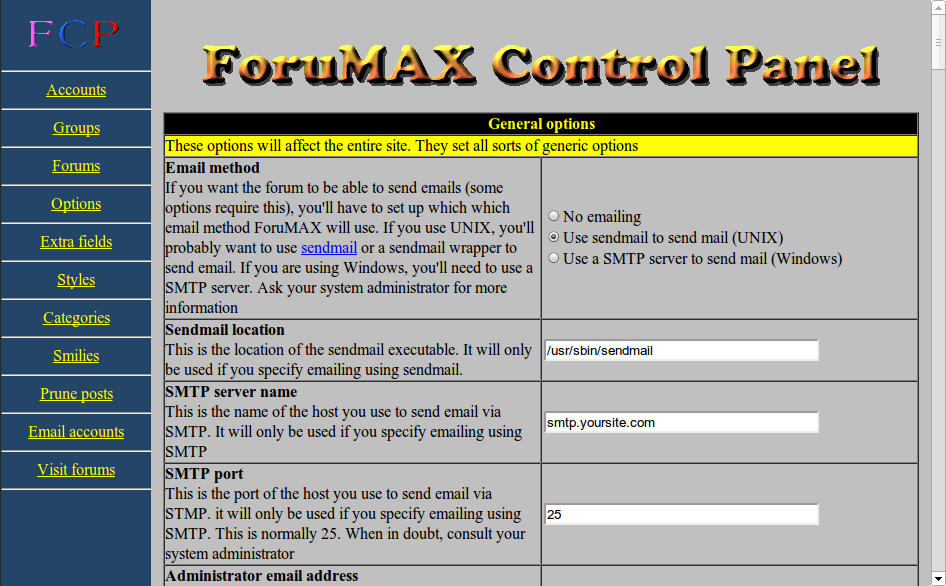 FCP
Accounts
Groups
Forums
Options
Extra fields
Styles
Categories
Smilies
Prune posts
Email accounts
Visit forums
ForuMAX Control Panel
General options
These options will affect the entire site. They set all sorts of generic options
Email method
If you want the forum to be able to send emails (some
options require this), you'll have to set up which which
email method ForuMAX will use. If you use UNIX, you'll
probably want to use sendmail or a sendmail wrapper to
send email. If you are using Windows, you'll need to use a
SMTP server. Ask your system administrator for more
information
No emailing
Use sendmail to send mail (UNIX)
Use a SMTP server to send mail (Windows)
Sendmail location
This is the location of the sendmail executable. It will only
be used if you specify emailing using sendmail.
/usr/sbin/sendmail
SMTP server name
This is the name of the host you use to send email via
SMTP. It will only be used if you specify emailing using
SMTP
smtp.yoursite.com
SMTP port
This is the port of the host you use to send email via
STMP. it will only be used if you specify emailing using
SMTP. This is normally 25. When in doubt, consult your
system administrator
25
Administrator email address